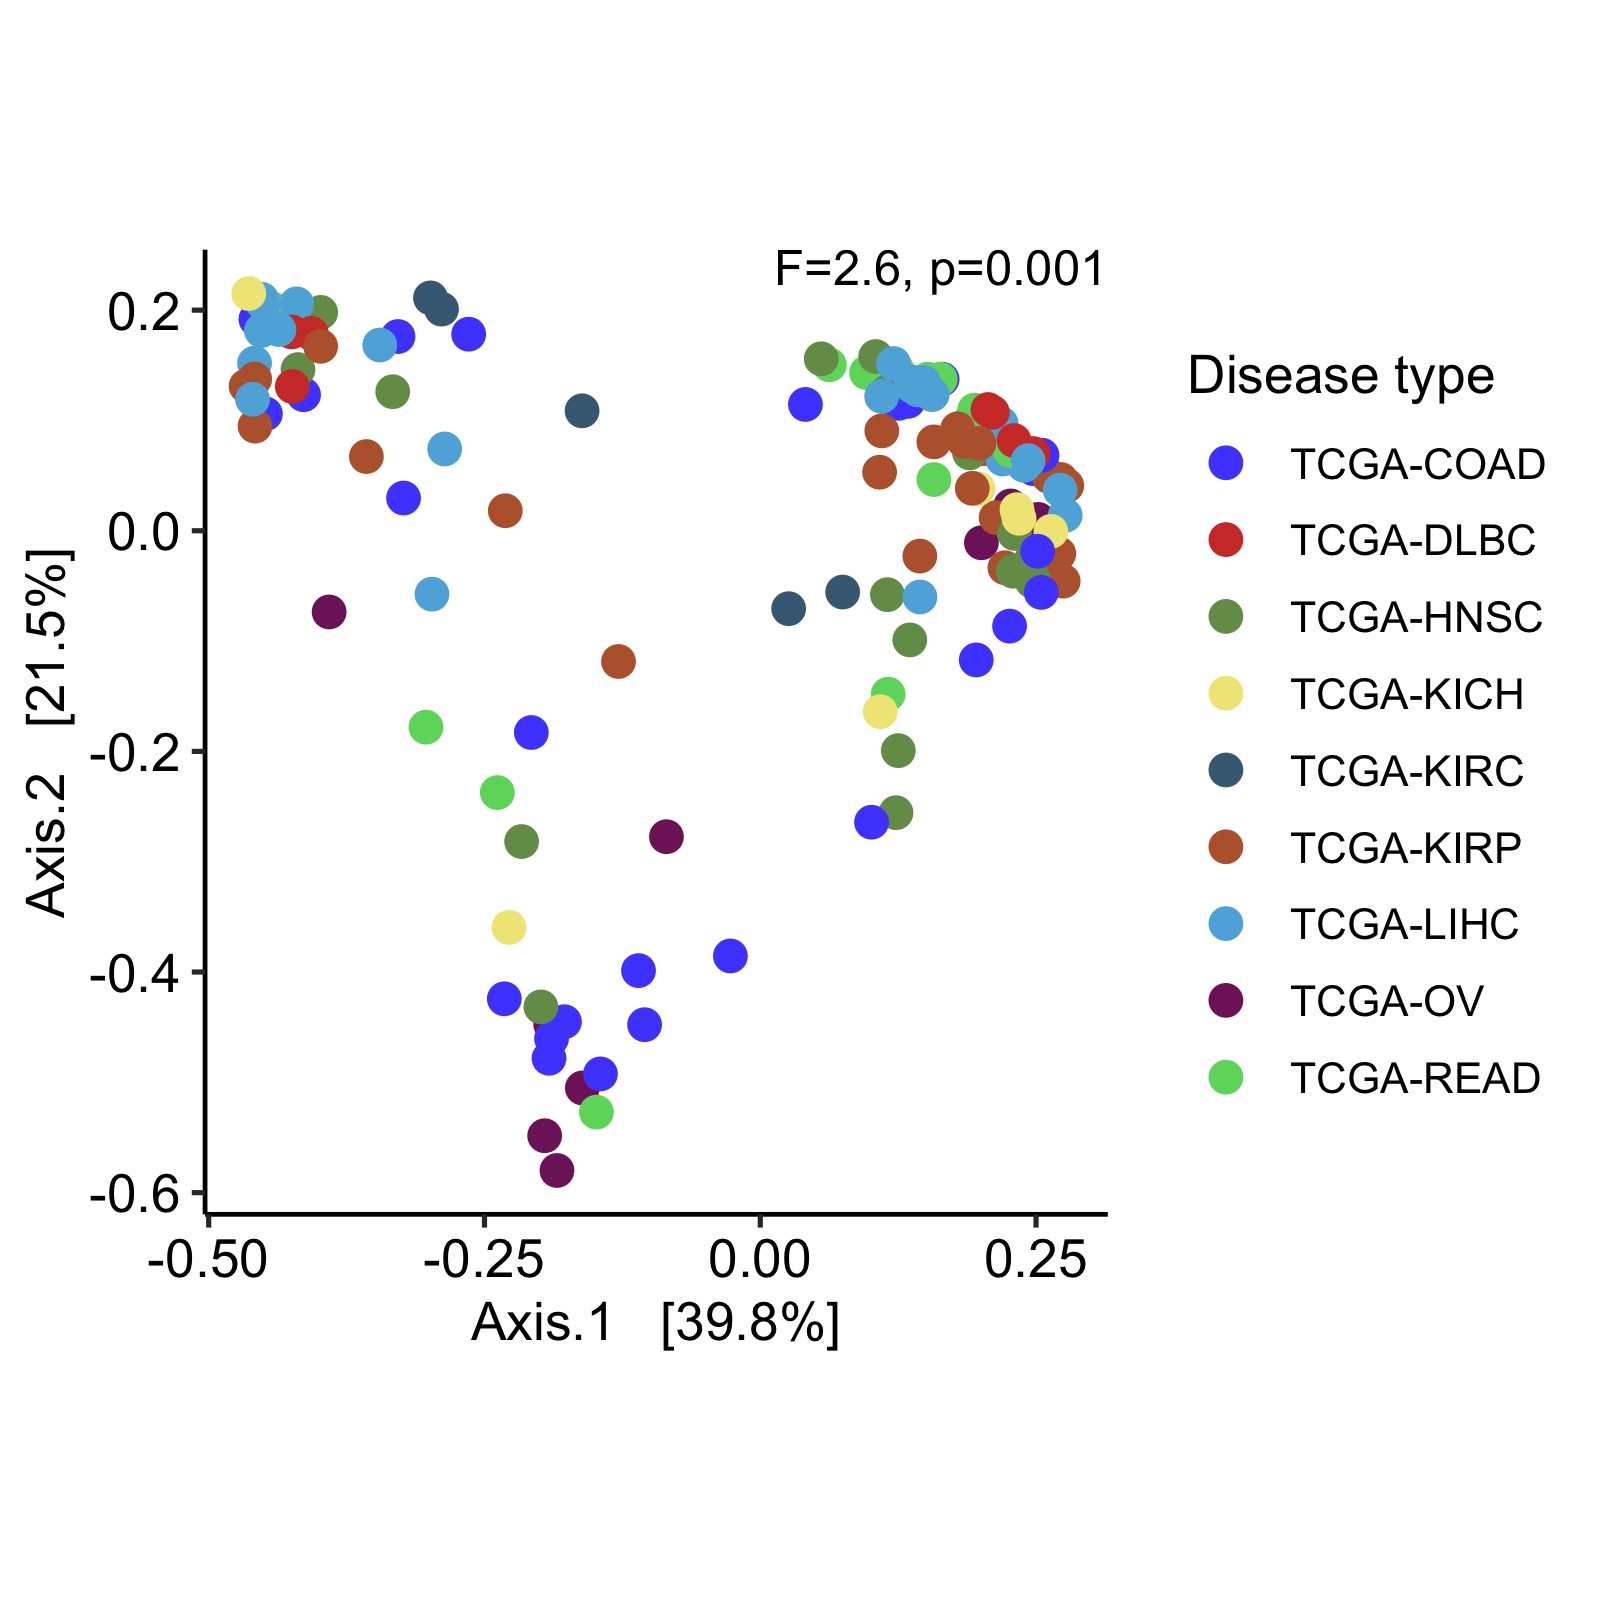 F=2.6, p=0.001
0.2
0.0
-0.2
-0.4
-0.6
Axis.2 [21.5%]
-0.50 -0.25 0.00 0.25
Axis.1 [39.8%]
Disease type
TCGA-COAD
TCGA-DLBC
TCGA-HNSC
TCGA-KICH
TCGA-KIRC
TCGA-KIRP
TCGA-LIHC
TCGA-OV
TCGA-READ